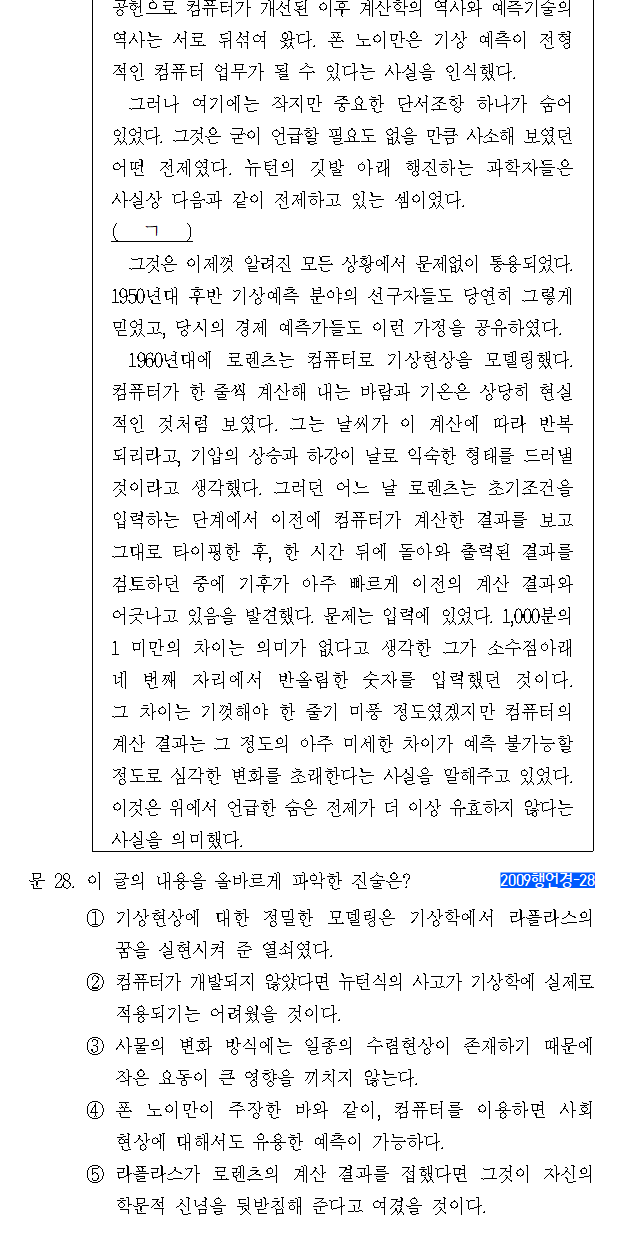 공헌으로 컴퓨터가 개선된 이후 계산학의 역사와 예측기술의
역사는 서로 뒤섞여 왔다. 폰 노이만은 기상 예측이 전형
적인 컴퓨터 업무가 될 수 있다는 사실을 인식했다.
그러나 여기에는 작지만 중요한 단서조항 하나가 숨어
있었다. 그것은 굳이 언급할 필요도 없을 만큼 사소해 보였던
어떤 전제였다. 뉴턴의 깃발 아래 행진하는 과학자들은
사실상 다음과 같이 전제하고 있는 셈이었다.
( ㄱ )
그것은 이제껏 알려진 모든 상황에서 문제없이 통용되었다.
1950년대 후반 기상예측 분야의 선구자들도 당연히 그렇게
믿었고, 당시의 경제 예측가들도 이런 가정을 공유하였다.
1960년대에 로렌츠는 컴퓨터로 기상현상을 모델링했다.
컴퓨터가 한 줄씩 계산해 내는 바람과 기온은 상당히 현실
적인 것처럼 보였다. 그는 날씨가 이 계산에 따라 반복
되리라고, 기압의 상승과 하강이 날로 익숙한 형태를 드러낼
것이라고 생각했다. 그러던 어느 날 로렌츠는 초기조건을
입력하는 단계에서 이전에 컴퓨터가 계산한 결과를 보고
그대로 타이핑한 후, 한 시간 뒤에 돌아와 출력된 결과를
검토하던 중에 기후가 아주 빠르게 이전의 계산 결과와
어긋나고 있음을 발견했다. 문제는 입력에 있었다. 1,000분의
1 미만의 차이는 의미가 없다고 생각한 그가 소수점아래
네 번째 자리에서 반올림한 숫자를 입력했던 것이다.
그 차이는 기껏해야 한 줄기 미풍 정도였겠지만 컴퓨터의
계산 결과는 그 정도의 아주 미세한 차이가 예측 불가능할
정도로 심각한 변화를 초래한다는 사실을 말해주고 있었다.
이것은 위에서 언급한 숨은 전제가 더 이상 유효하지 않다는
사실을 의미했다.
문 28. 이 글의 내용을 올바르게 파악한 진술은? 2009행언경-28
① 기상현상에 대한 정밀한 모델링은 기상학에서 라플라스의
꿈을 실현시켜 준 열쇠였다.
② 컴퓨터가 개발되지 않았다면 뉴턴식의 사고가 기상학에 실제로
적용되기는 어려웠을 것이다.
③ 사물의 변화 방식에는 일종의 수렴현상이 존재하기 때문에
작은 요동이 큰 영향을 끼치지 않는다.
④ 폰 노이만이 주장한 바와 같이, 컴퓨터를 이용하면 사회
현상에 대해서도 유용한 예측이 가능하다.
⑤ 라플라스가 로렌츠의 계산 결과를 접했다면 그것이 자신의
학문적 신념을 뒷받침해 준다고 여겼을 것이다.